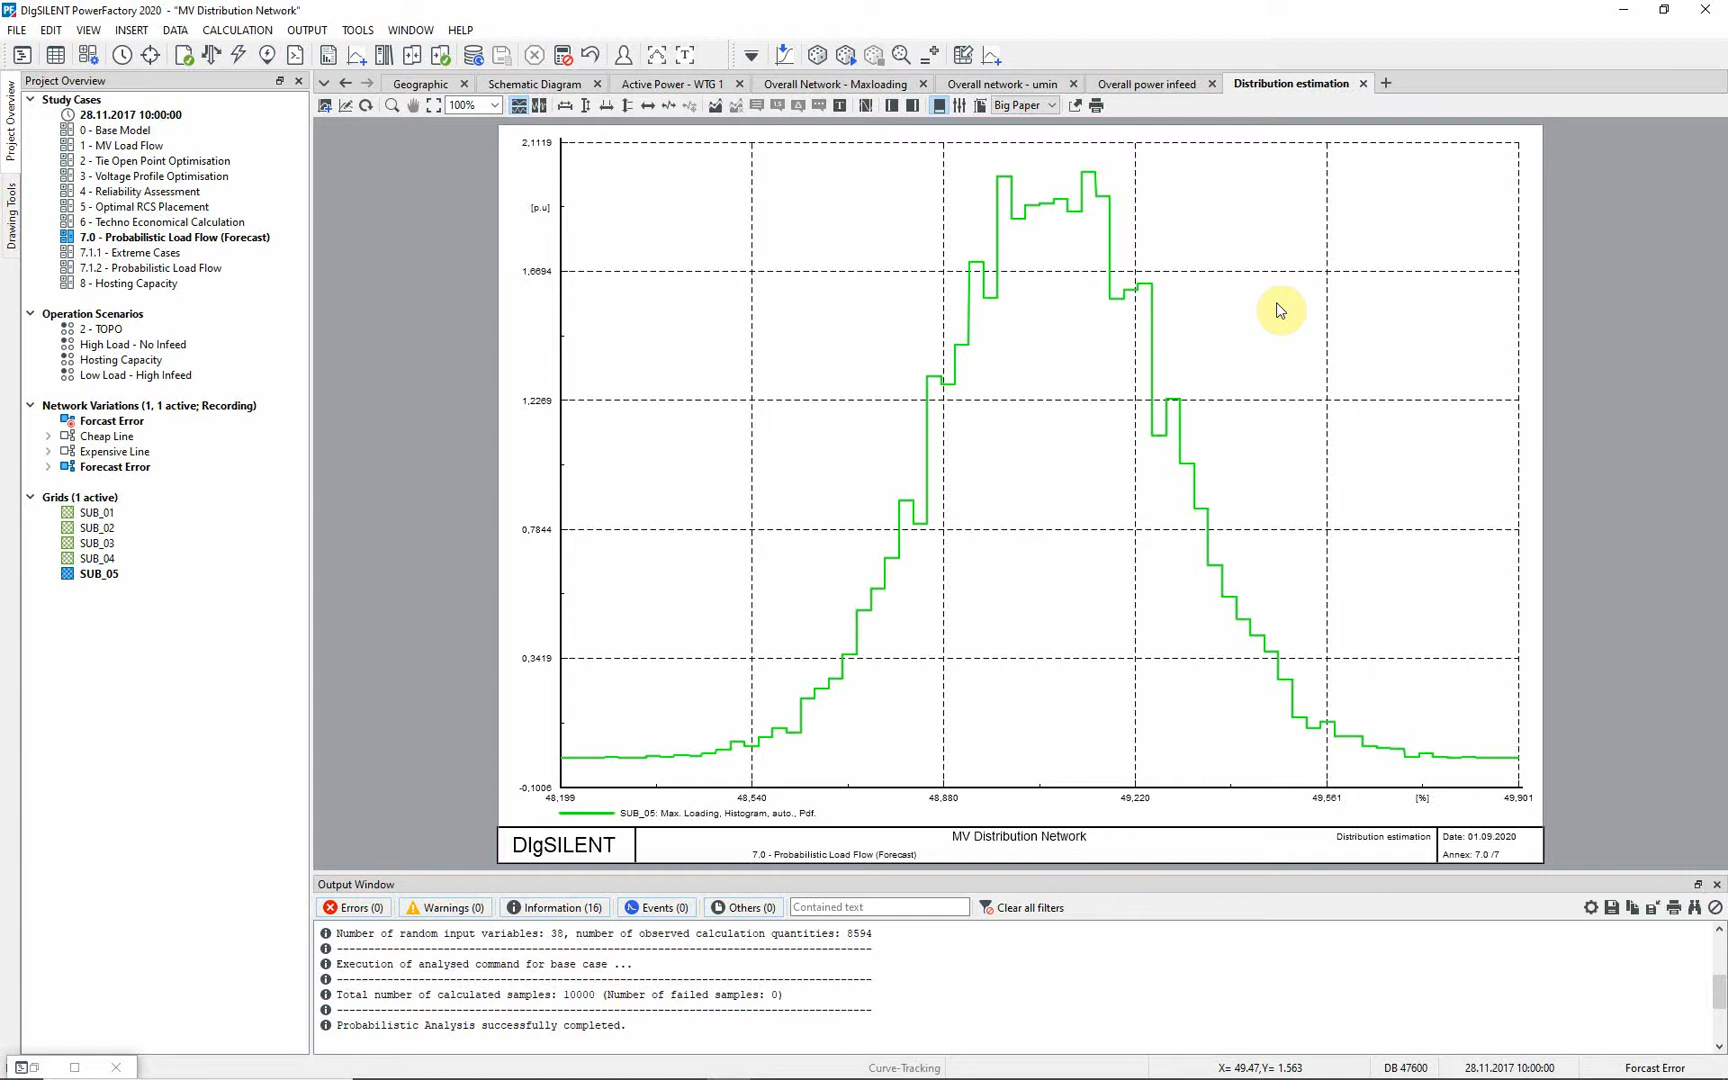 DIgSILENT PowerFactory 2020 - "MV Distribution Network"
FILE EDIT VIEW INSERT DATA CALCULATION OUTPUT TOOLS WINDOW HELP
Project Overview
Geographic Schematic Diagram Active Power - WTG 1 Overall Network - Maxloading Overall network - umin Overall power infeed Distribution estimation
100% Big Paper
Project Overview
Drawing Tools
Study Cases
28.11.2017 10:00:00
0 - Base Model
1 - MV Load Flow
2 - Tie Open Point Optimisation
3 - Voltage Profile Optimisation
4 - Reliability Assessment
5 - Optimal RCS Placement
6 - Techno Economical Calculation
7.0 - Probabilistic Load Flow (Forecast)
7.1.1 - Extreme Cases
7.1.2 - Probabilistic Load Flow
8 - Hosting Capacity
Operation Scenarios
2 - TOPO
High Load - No Infeed
Hosting Capacity
Low Load - High Infeed
Network Variations (1, 1 active; Recording)
Forcast Error
Cheap Line
Expensive Line
Forecast Error
Grids (1 active)
SUB_01
SUB_02
SUB_03
SUB_04
SUB_05
2,1119
[p.u]
1,6694
1,2269
0,7844
0,3419
-0,1006
48,199 48,540 48,880 49,220 49,561 [%] 49,901
SUB_05: Max. Loading, Histogram, auto., Pdf.
DIgSILENT
MV Distribution Network
7.0 - Probabilistic Load Flow (Forecast)
Distribution estimation
Date: 01.09.2020
Annex: 7.0 /7
Output Window
Errors (0) Warnings (0) Information (16) Events (0) Others (0) Contained text Clear all filters
Number of random input variables: 38, number of observed calculation quantities: 8594
--------------------------------------------------------------------------------
Execution of analysed command for base case ...
--------------------------------------------------------------------------------
Total number of calculated samples: 10000 (Number of failed samples: 0)
--------------------------------------------------------------------------------
Probabilistic Analysis successfully completed.
Curve-Tracking X= 49.47,Y= 1.563 DB 47600 28.11.2017 10:00:00 Forcast Error